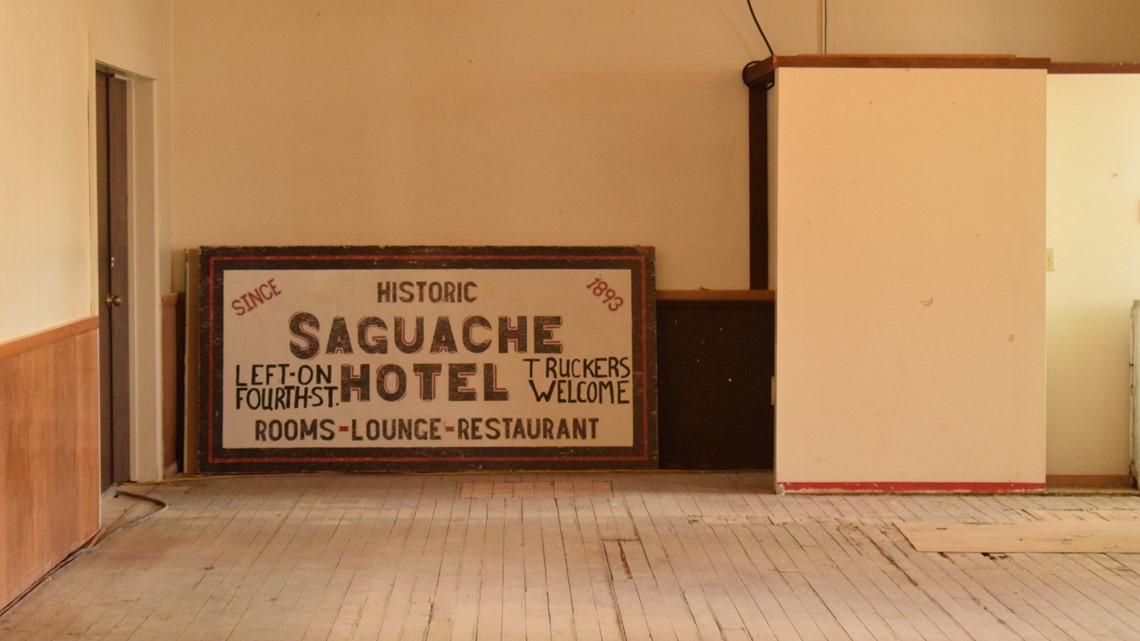 SINCE
HISTORIC
1893
SAGUACHE
HOTEL
LEFT-ON
FOURTH-ST.
TRUCKERS
WELCOME
ROOMS-LOUNGE-RESTAURANT